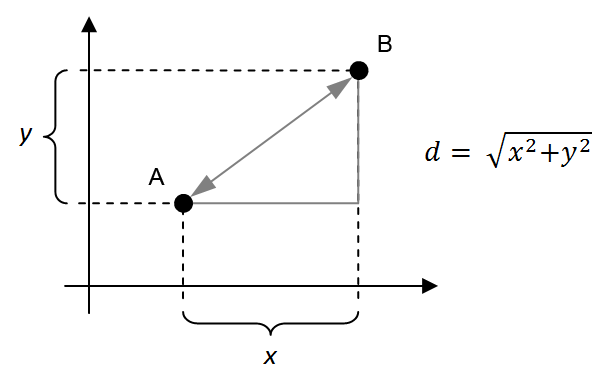 B
y
A
d = √x²+y²
x